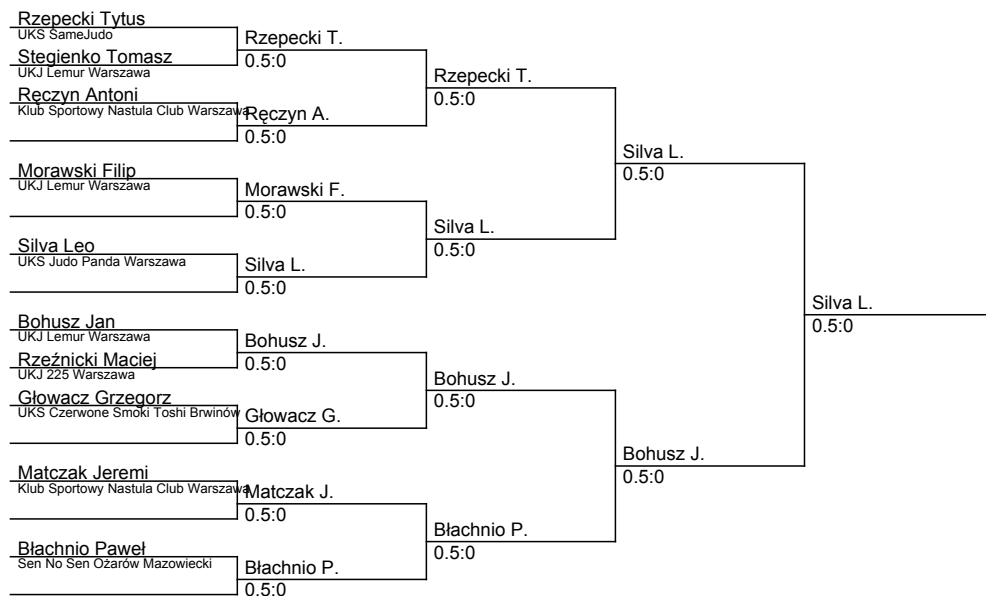 Rzepecki Tytus
UKS SameJudo
Stegienko Tomasz
UKJ Lemur Warszawa
Ręczyn Antoni
Klub Sportowy Nastula Club Warszawa
Morawski Filip
UKJ Lemur Warszawa
Silva Leo
UKS Judo Panda Warszawa
Bohusz Jan
UKJ Lemur Warszawa
Rzeźnicki Maciej
UKJ 225 Warszawa
Głowacz Grzegorz
UKS Czerwone Smoki Toshi Brwinów
Matczak Jeremi
Klub Sportowy Nastula Club Warszawa
Błachnio Paweł
Sen No Sen Ożarów Mazowiecki
Rzepecki T.
0.5:0
Ręczyn A.
0.5:0
Morawski F.
0.5:0
Silva L.
0.5:0
Bohusz J.
0.5:0
Głowacz G.
0.5:0
Matczak J.
0.5:0
Błachnio P.
0.5:0
Rzepecki T.
0.5:0
Silva L.
0.5:0
Bohusz J.
0.5:0
Błachnio P.
0.5:0
Silva L.
0.5:0
Bohusz J.
0.5:0
Silva L.
0.5:0